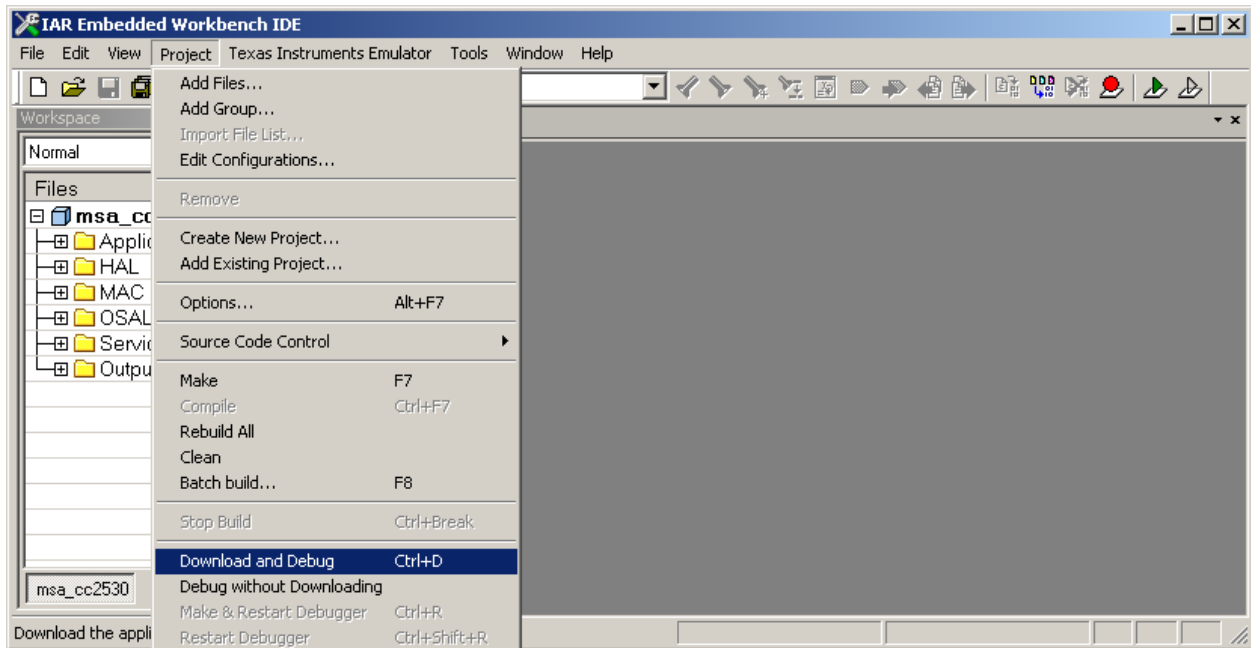 IAR Embedded Workbench IDE
File Edit View Project Texas Instruments Emulator Tools Window Help
Workspace
Normal
Files
msa_cc
Applic
HAL
MAC
OSAL
Servic
Outpu
msa_cc2530
Add Files...
Add Group...
Import File List...
Edit Configurations...
Remove
Create New Project...
Add Existing Project...
Options... Alt+F7
Source Code Control
Make F7
Compile Ctrl+F7
Rebuild All
Clean
Batch build... F8
Stop Build Ctrl+Break
Download and Debug Ctrl+D
Debug without Downloading
Make & Restart Debugger Ctrl+R
Restart Debugger Ctrl+Shift+R
Download the appli